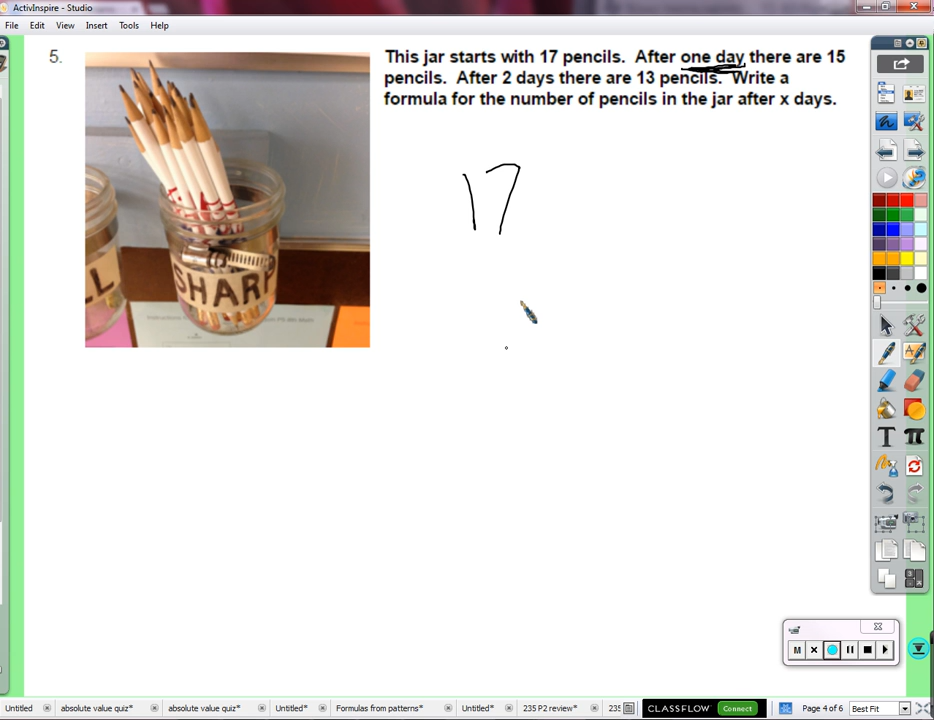 ActivInspire - Studio
File Edit View Insert Tools Help
5.
This jar starts with 17 pencils. After one day there are 15
pencils. After 2 days there are 13 pencils. Write a
formula for the number of pencils in the jar after x days.
17
LL
SHARP
M
Untitled absolute value quiz* absolute value quiz* Untitled* Formulas from patterns* Untitled* 235 P2 review* 235 CLASSFLOW Connect Page 4 of 6 Best Fit